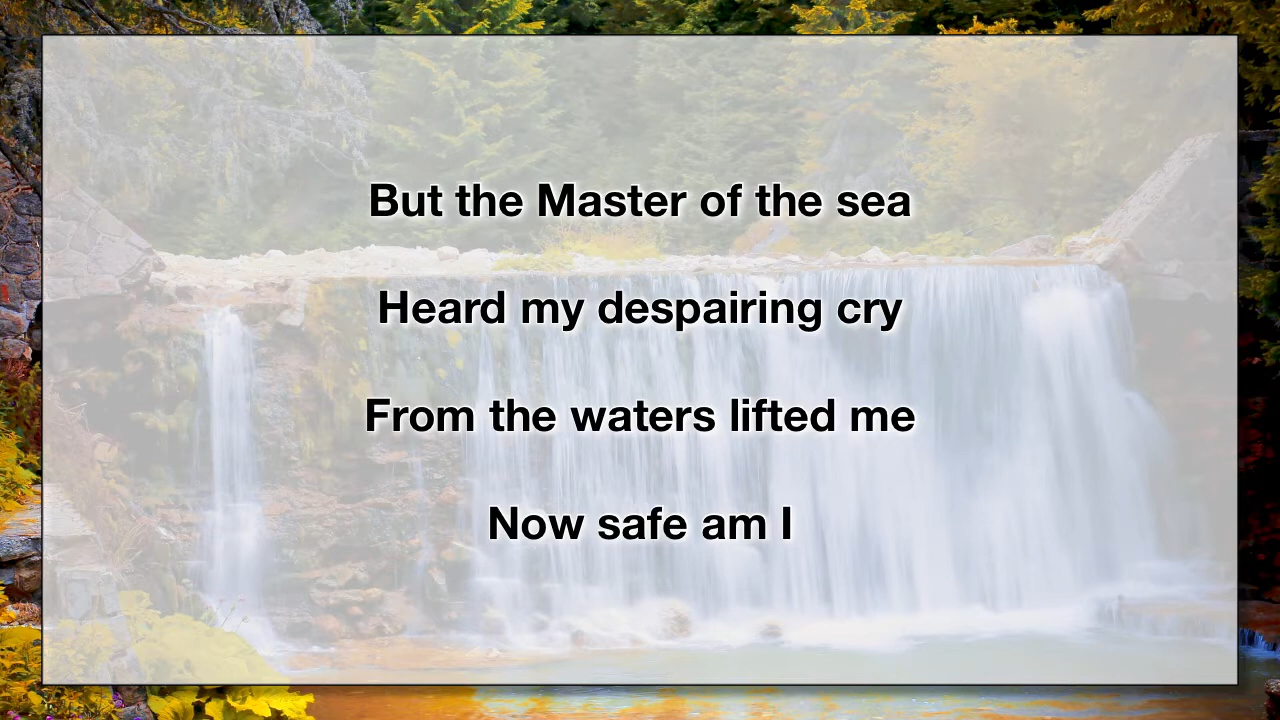 But the Master of the sea
Heard my despairing cry
From the waters lifted me
Now safe am I